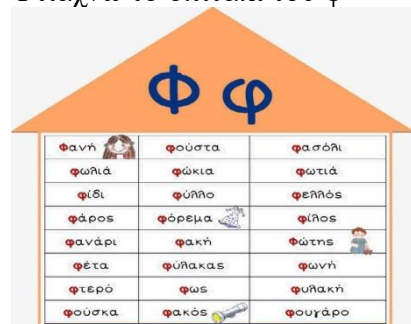 Φ φ
Φανή φούστα φασόλι
φωλιά φώκια φωτιά
φίδι φύλλο φελλός
φάρος φόρεμα φίλος
φανάρι φακή Φώτης
φέτα φύλακας φωνή
φτερό φως φυλακή
φούσκα φακός φουγάρο